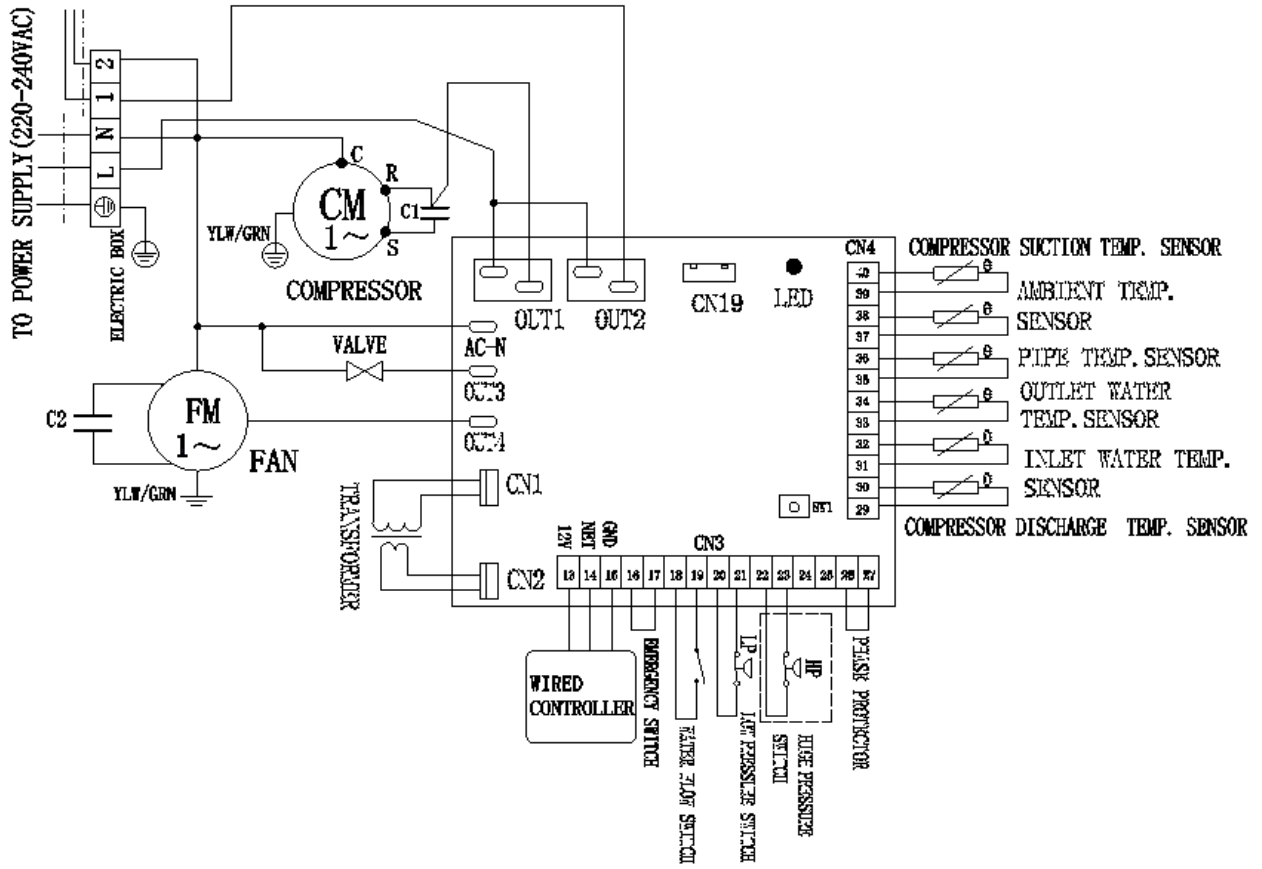 TO POWER SUPPLY(220-240VAC)
2
1
N
L
ELECTRIC BOX
C
R
CM
1~
S
C1
YLW/GRN
COMPRESSOR
OUT1
OUT2
CN19
LED
CN4
COMPRESSOR SUCTION TEMP. SENSOR
40
39
AMBIENT TEMP.
SENSOR
38
37
PIPE TEMP.SENSOR
36
35
OUTLET WATER
TEMP.SENSOR
34
33
INLET WATER TEMP.
SENSOR
32
31
30
29
COMPRESSOR DISCHARGE TEMP. SENSOR
θ
θ
θ
θ
θ
θ
AC-N
VALVE
OUT3
OUT4
C2
FM
1~
FAN
YLW/GRN
TRANSFORMER
CN1
CN2
SW1
12V
NET
GND
CN3
13 14 15 16 17 18 19 20 21 22 23 24 25 26 27
WIRED
CONTROLLER
EMERGENCY SWITCH
WATER FLOW SWITCH
LP
LOW PRESSURE SWITCH
HP
HIGH PRESSURE
SWITCH
PHASE PROTECTOR